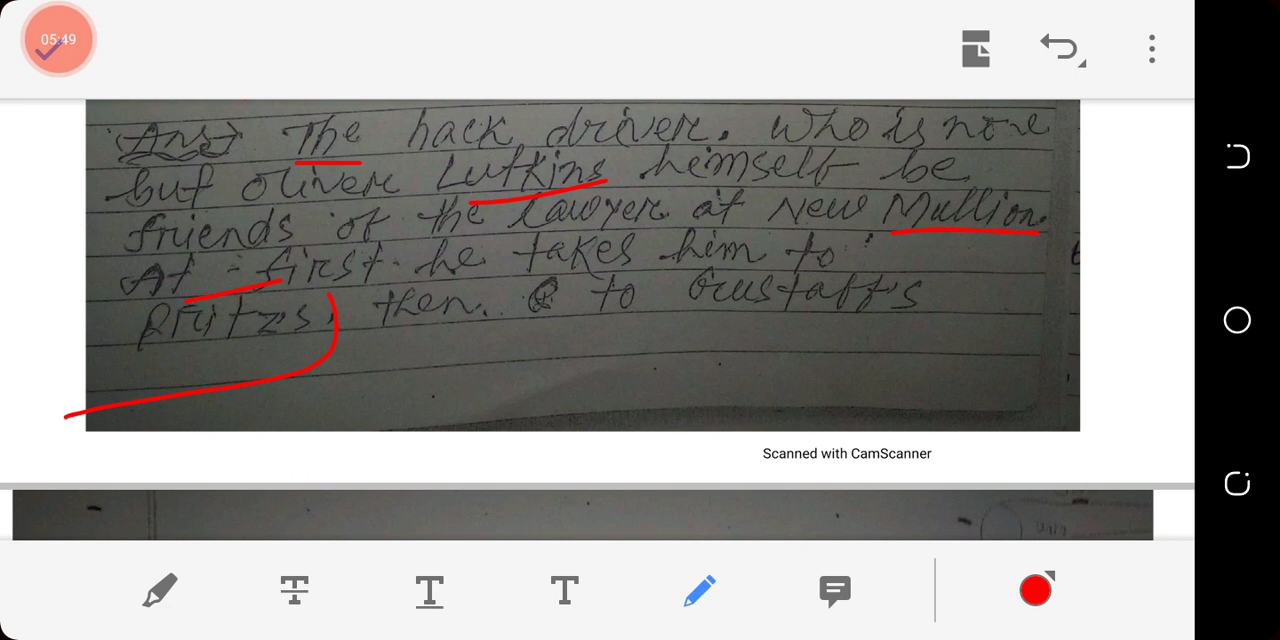 05:49
Ans> The hack driver. who is none
but Oliver Lutkins himself be
friends of the lawyer at New Mullion.
At - first he takes him to
Fritz's, then. to Gustaff's
Scanned with CamScanner